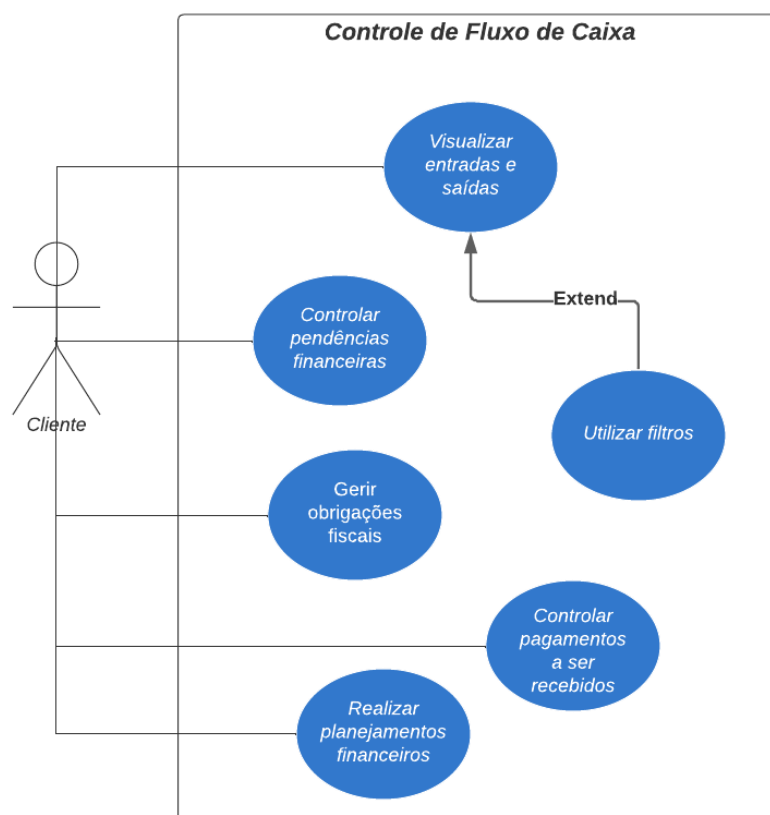 Controle de Fluxo de Caixa
Visualizar
entradas e
saídas
Extend
Controlar
pendências
financeiras
Cliente
Utilizar filtros
Gerir
obrigações
fiscais
Controlar
pagamentos
a ser
recebidos
Realizar
planejamentos
financeiros